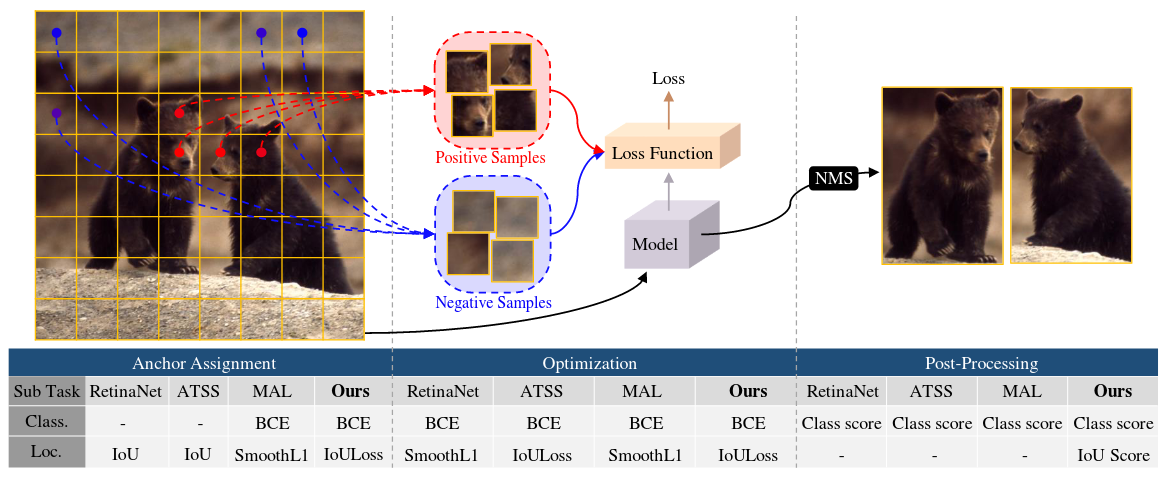 Loss
Loss Function
Positive Samples
NMS
Model
Negative Samples
Anchor Assignment Optimization Post-Processing
Sub Task RetinaNet ATSS MAL Ours RetinaNet ATSS MAL Ours RetinaNet ATSS MAL Ours
Class. - - BCE BCE BCE BCE BCE BCE Class score Class score Class score Class score
Loc. IoU IoU SmoothL1 IoULoss SmoothL1 IoULoss SmoothL1 IoULoss - - - IoU Score